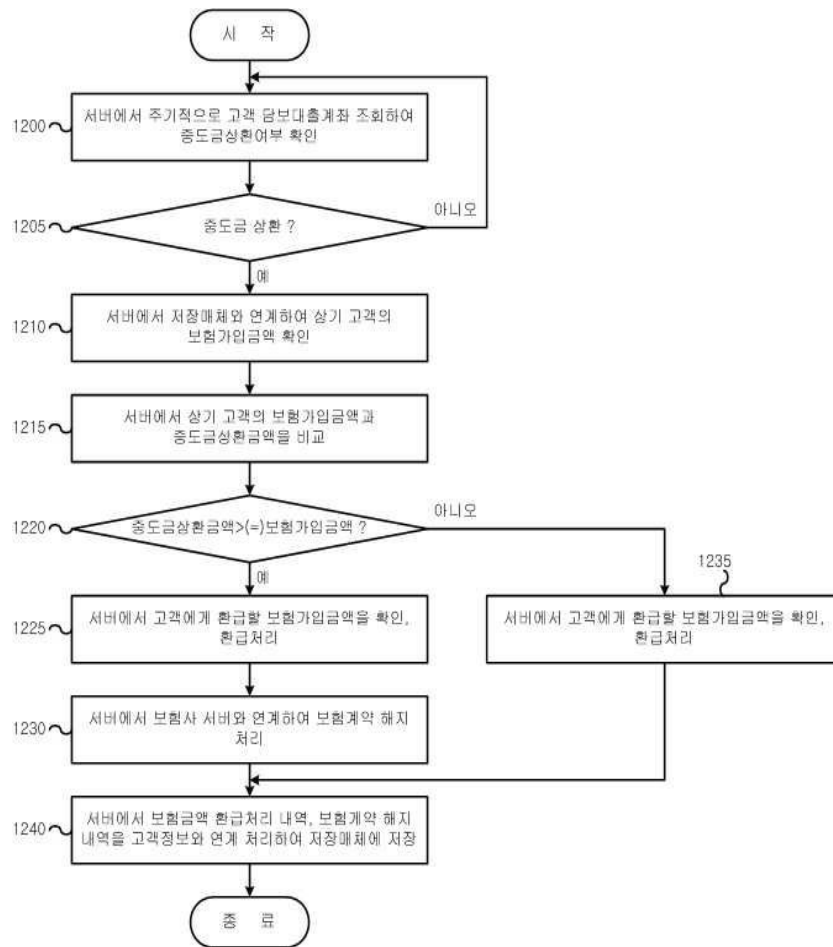 시 작
1200
서버에서 주기적으로 고객 담보대출계좌 조회하여
중도금상환여부 확인
아니오
1205
중도금 상환 ?
예
1210
서버에서 저장매체와 연계하여 상기 고객의
보험가입금액 확인
1215
서버에서 상기 고객의 보험가입금액과
중도금상환금액을 비교
아니오
1220
중도금상환금액>(=)보험가입금액 ?
1235
예
1225
서버에서 고객에게 환급할 보험가입금액을 확인,
환급처리
서버에서 고객에게 환급할 보험가입금액을 확인,
환급처리
1230
서버에서 보험사 서버와 연계하여 보험계약 해지
처리
1240
서버에서 보험금액 환급처리 내역, 보험게약 해지
내역을 고객정보와 연계 처리하여 저장매체에 저장
종 료